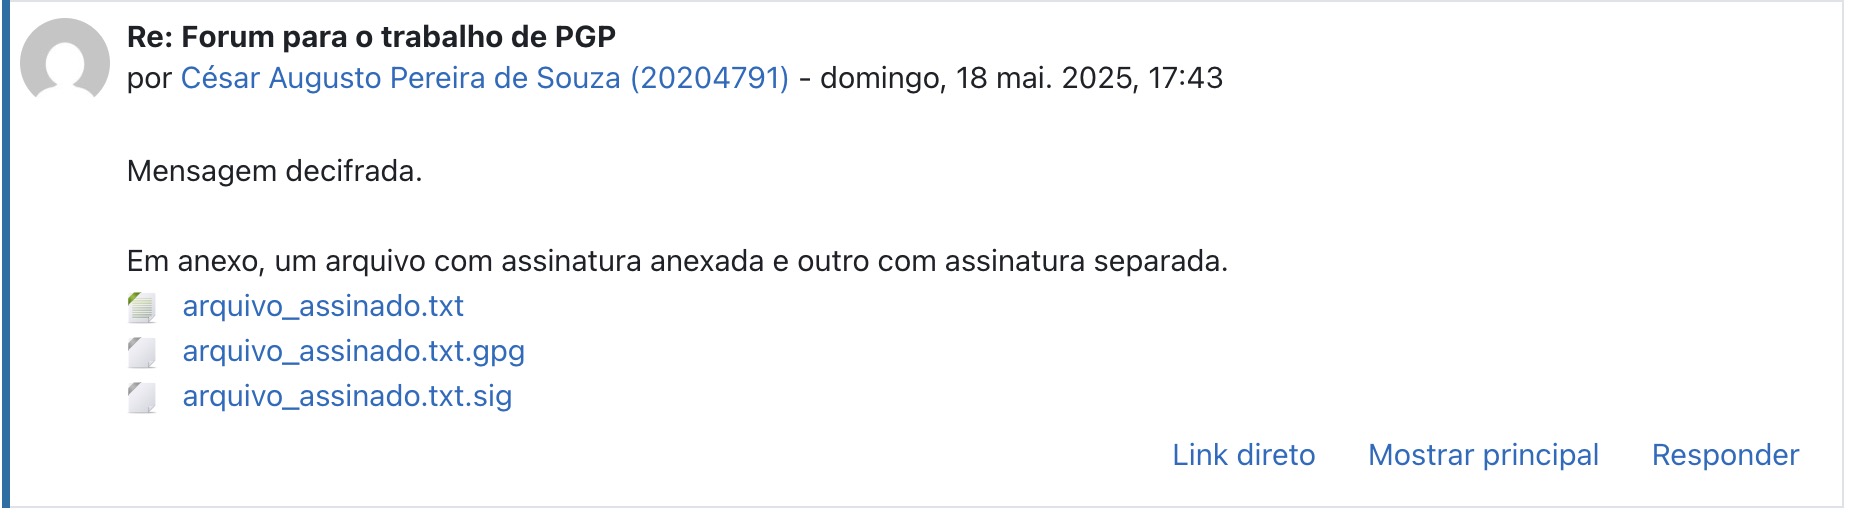 Re: Forum para o trabalho de PGP
por César Augusto Pereira de Souza (20204791) - domingo, 18 mai. 2025, 17:43
Mensagem decifrada.
Em anexo, um arquivo com assinatura anexada e outro com assinatura separada.
arquivo_assinado.txt
arquivo_assinado.txt.gpg
arquivo_assinado.txt.sig
Link direto Mostrar principal Responder